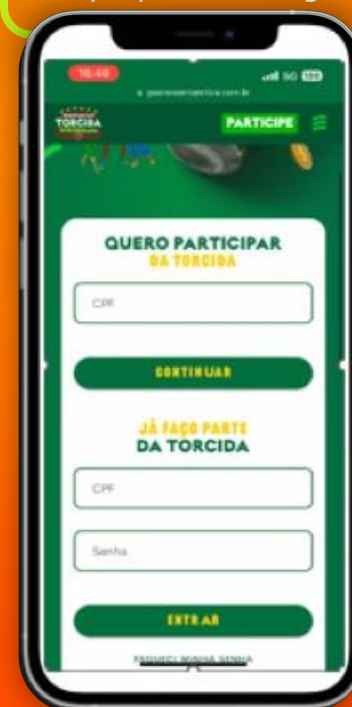 16:46
5G
TORCIDA
PARTICIPE
QUERO PARTICIPAR
DA TORCIDA
CPF
CONTINUAR
JÁ FAÇO PARTE
DA TORCIDA
CPF
Senha
ENTRAR
ESQUECI MINHA SENHA